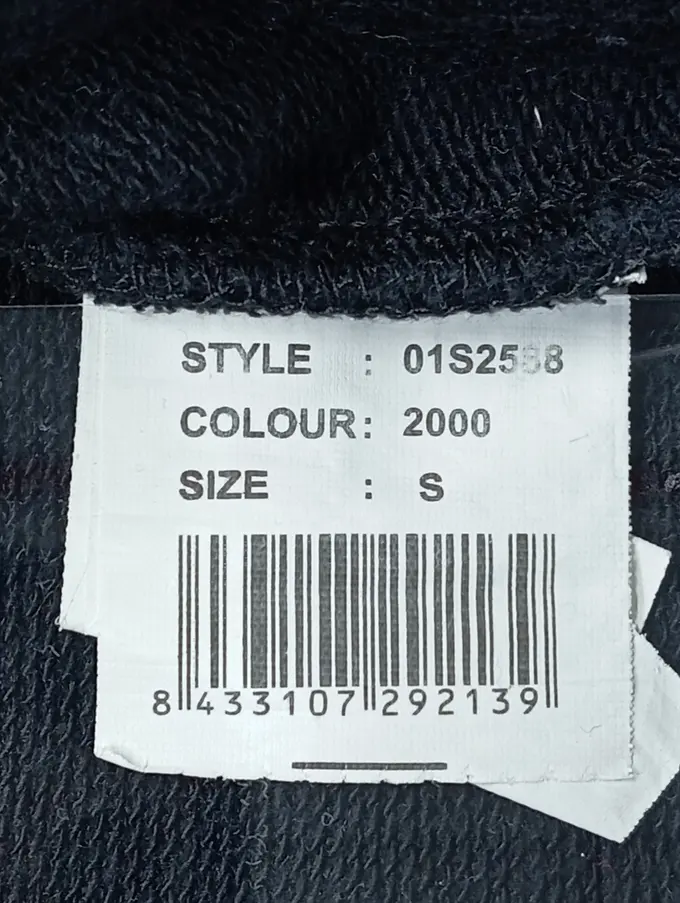 STYLE :
COLOUR: 2000
SIZE : S
8 433107 292139